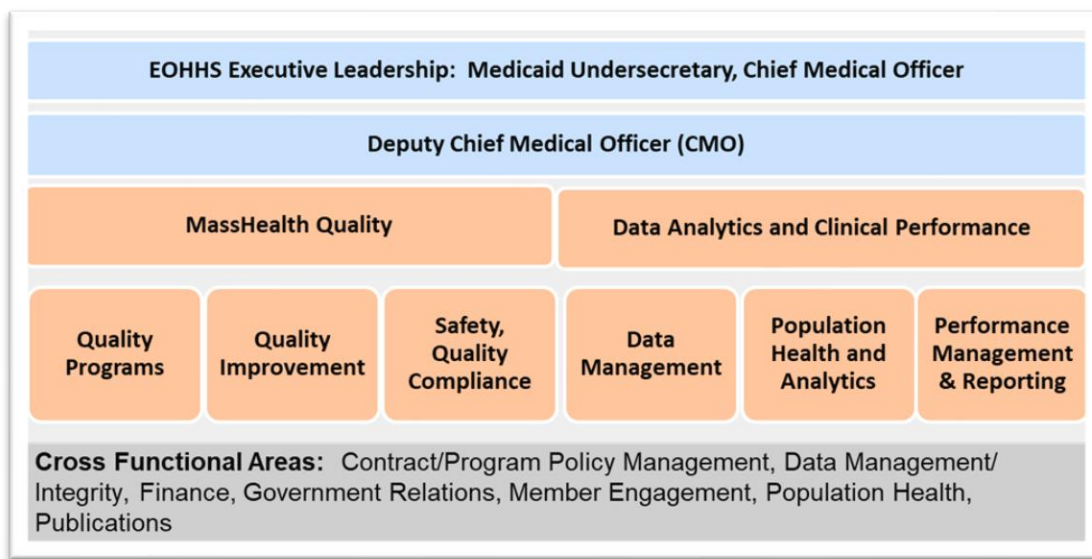 EOHHS Executive Leadership: Medicaid Undersecretary, Chief Medical Officer
Deputy Chief Medical Officer (CMO)
MassHealth Quality
Data Analytics and Clinical Performance
Quality
Programs
Quality
Improvement
Safety,
Quality
Compliance
Data
Management
Population
Health and
Analytics
Performance
Management
& Reporting
Cross Functional Areas: Contract/Program Policy Management, Data Management/
Integrity, Finance, Government Relations, Member Engagement, Population Health,
Publications